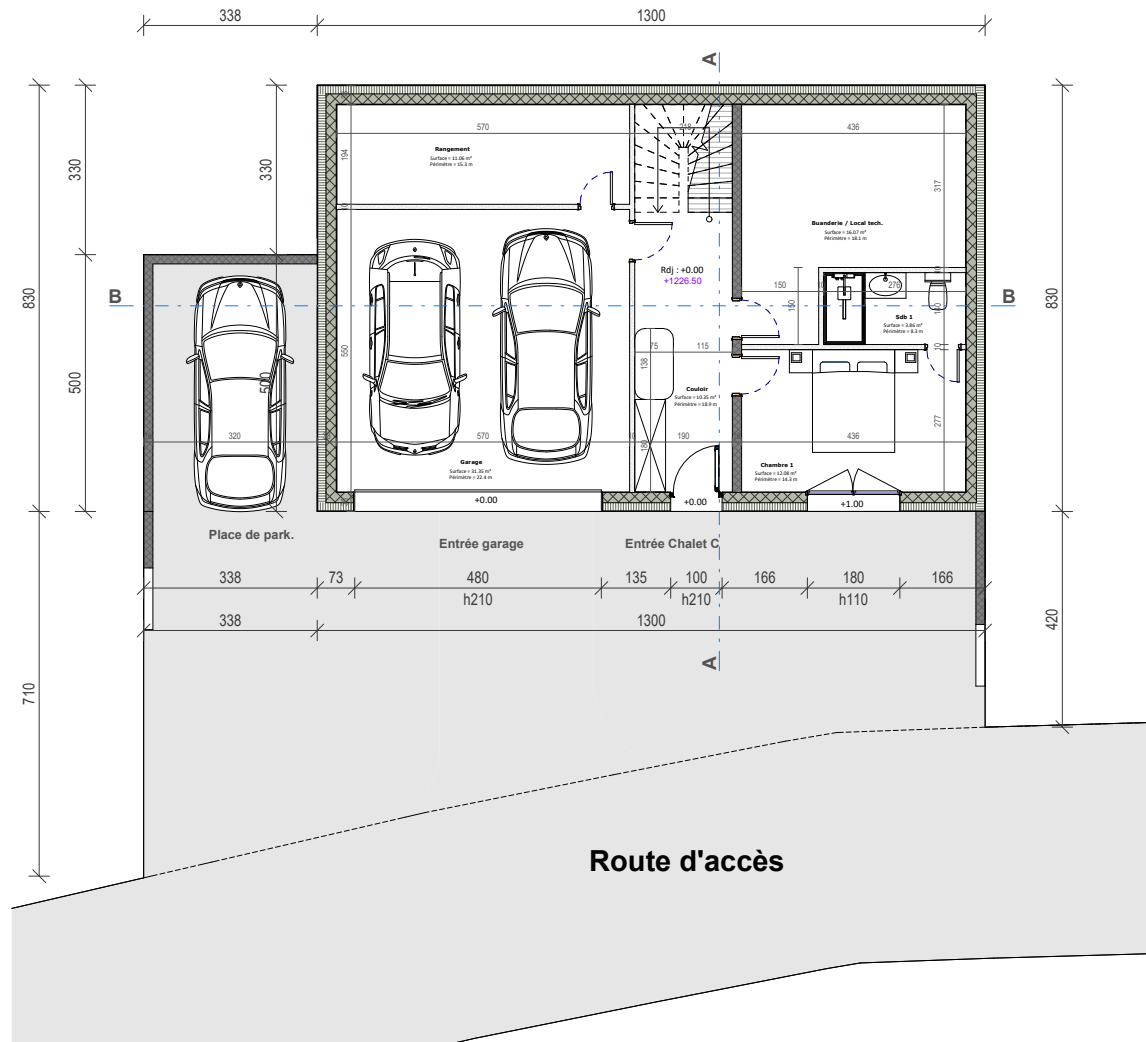 338
1300
A
570
218
436
330
330
194
Rangement
Surface = 11.06 m²
Périmètre = 15.3 m
317
Buanderie / Local tech.
Surface = 16.07 m²
Périmètre = 18.1 m
Rdj : +0.00
+1226.50
150
276
150
B
B
830
830
Sdb 1
Surface = 3.86 m²
Périmètre = 8.3 m
140
10
550
75
115
138
500
500
Couloir
Surface = 10.35 m²
Périmètre = 18.9 m
277
320
570
10
190
436
180
Garage
Surface = 31.35 m²
Périmètre = 22.4 m
Chambre 1
Surface = 12.08 m²
Périmètre = 14.3 m
+0.00
+0.00
+1.00
Place de park.
Entrée garage
Entrée Chalet C
338
73
480
135
100
166
180
166
h210
h210
h110
338
1300
420
A
710
Route d'accès